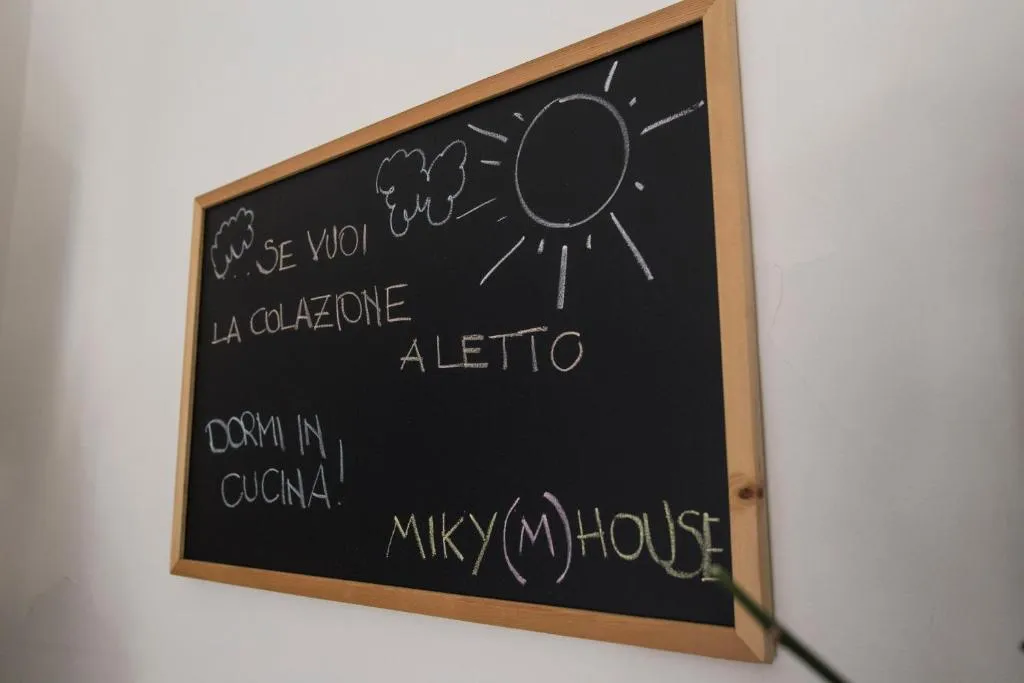 ..SE VUOI
LA COLAZIONE
A LETTO
DORMI IN
CUCINA!
MIKY(M)HOUSE